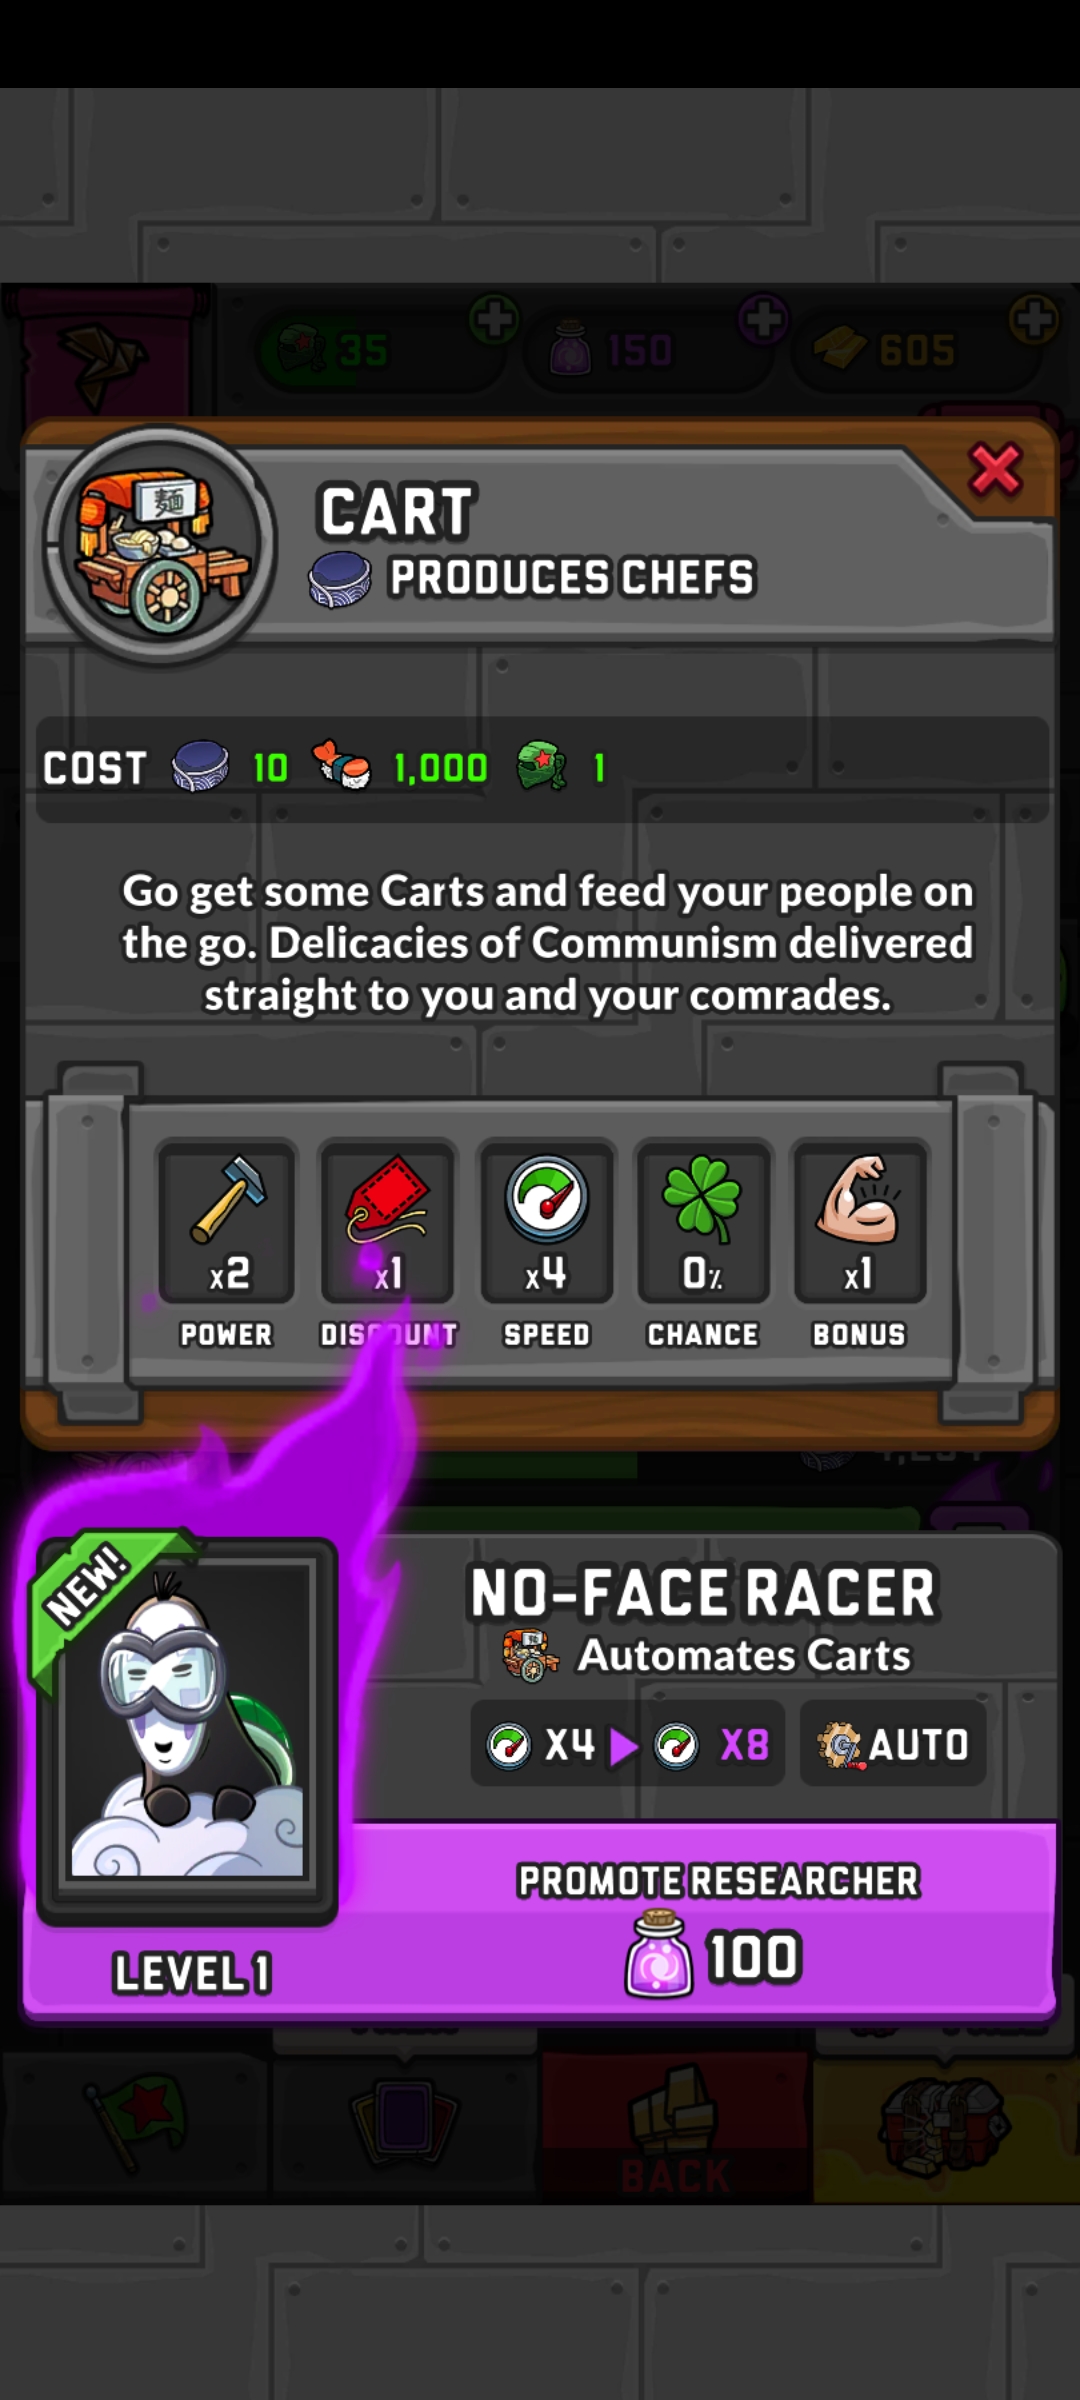 35
150
605
麺
CART
PRODUCES CHEFS
COST 10 1,000 1
Go get some Carts and feed your people on
the go. Delicacies of Communism delivered
straight to you and your comrades.
x2
x1
x4
0%
x1
POWER
DISCOUNT
SPEED
CHANCE
BONUS
NEW!
NO-FACE RACER
Automates Carts
X4 X8 AUTO
PROMOTE RESEARCHER
100
LEVEL 1
BACK